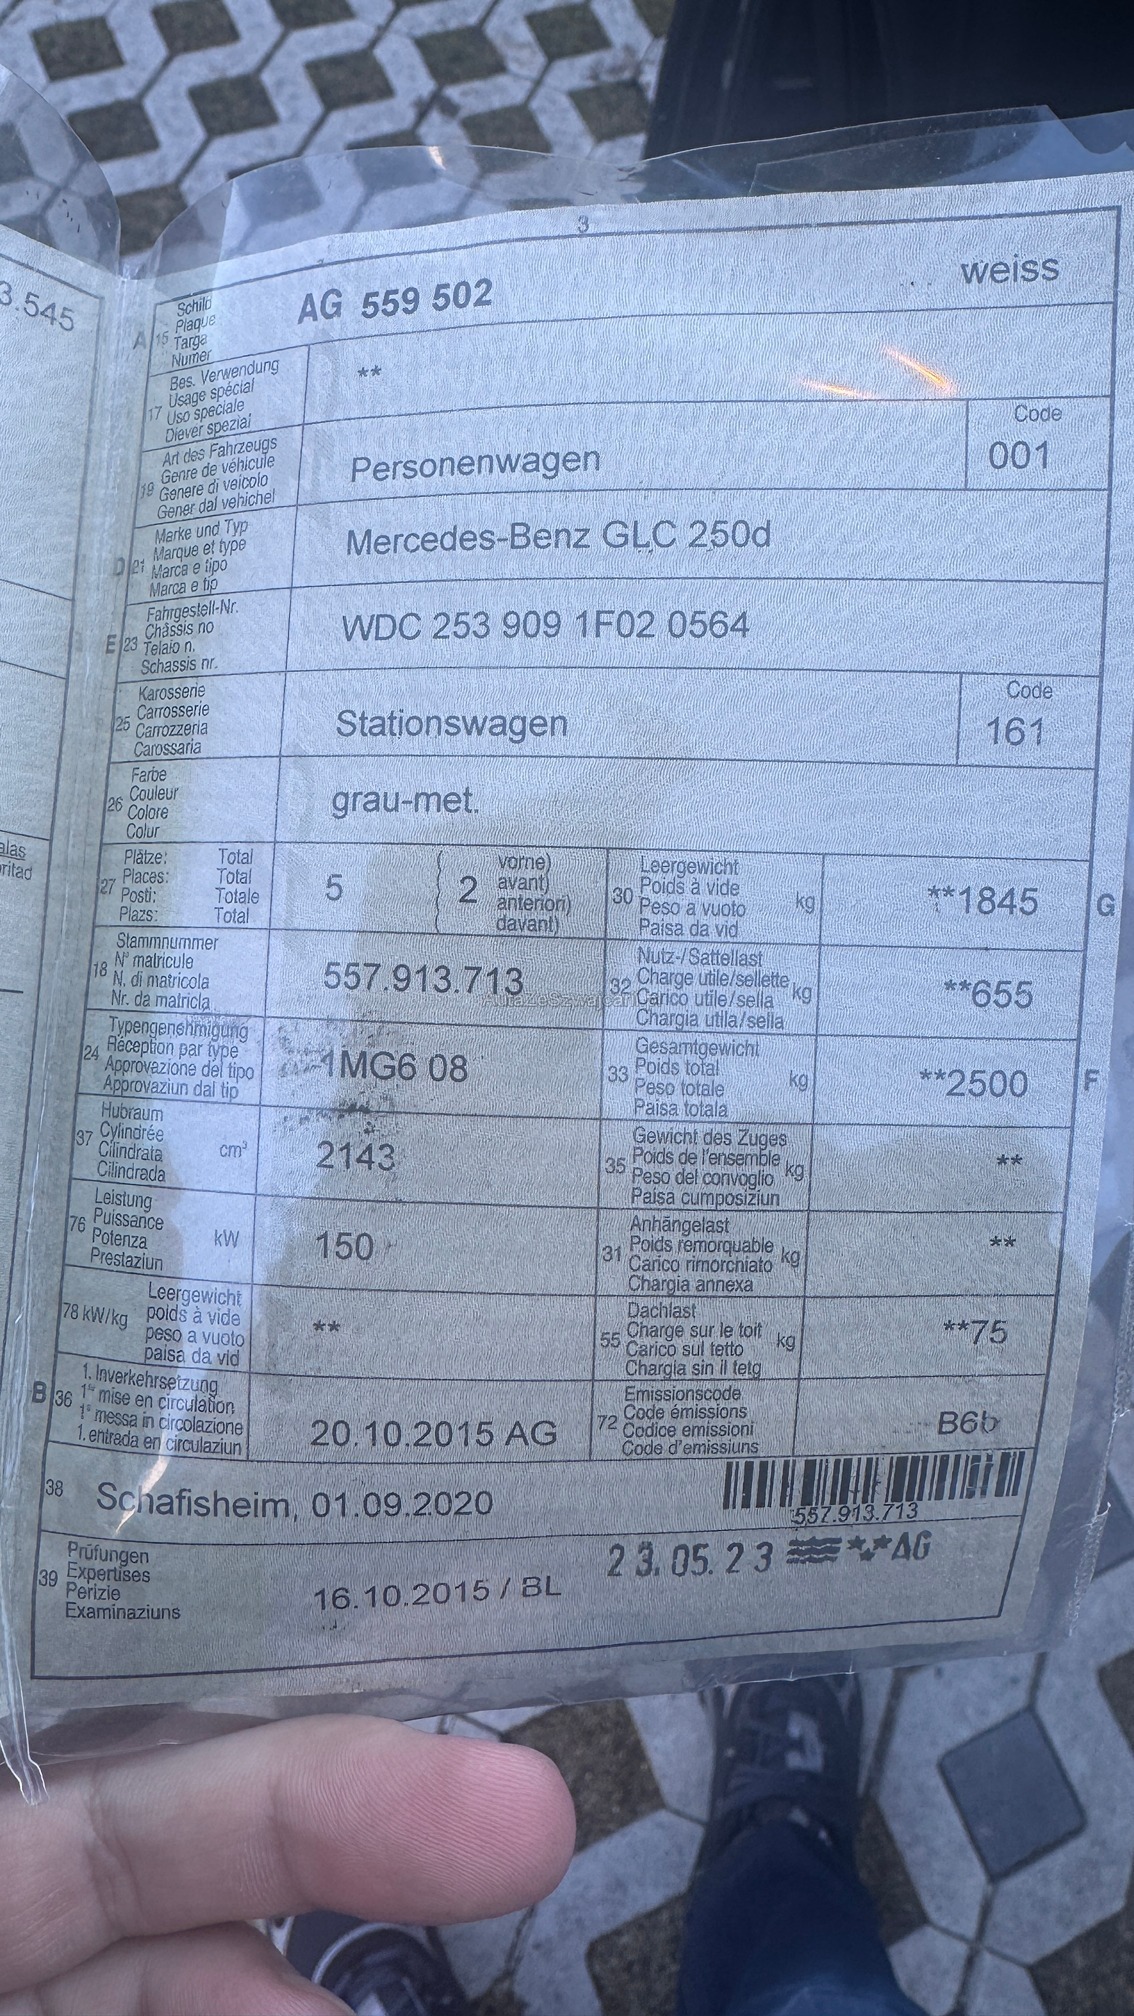 3
3.545
A 15 Schild Plaque Targa Numer AG 559 502 weiss
17 Bes. Verwendung Usage spécial Uso speciale Diever spezial **
19 Art des Fahrzeugs Genre de véhicule Genere di veicolo Gener dal vehichel Personenwagen Code 001
D 21 Marke und Typ Marque et type Marca e tipo Marca e tip Mercedes-Benz GLC 250d
E 23 Fahrgestell-Nr. Châssis no Telaio n. Schassis nr. WDC 253 909 1F02 0564
25 Karosserie Carrosserie Carrozzeria Carossaria Stationswagen Code 161
26 Farbe Couleur Colore Colur grau-met.
alas
ritad
27 Plätze: Total Places: Total Posti: Totale Plazs: Total 5 ( 2 vorne) avant) anteriori) davant)
30 Leergewicht Poids à vide Peso a vuoto Paisa da vid kg **1845 G
18 Stammnummer N° matricule N. di matricola Nr. da matricla 557.913.713
32 Nutz-/Sattellast Charge utile/sellette Carico utile/sella Chargia utila/sella kg **655
24 Typengenehmigung Réception par type Approvazione del tipo Approvaziun dal tip 1MG6 08
33 Gesamtgewicht Poids total Peso totale Paisa totala kg **2500 F
37 Hubraum Cylindrée Cilindrata Cilindrada cm³ 2143
35 Gewicht des Zuges Poids de l'ensemble Peso del convoglio Paisa cumposiziun kg **
76 Leistung Puissance Potenza Prestaziun kW 150
31 Anhängelast Poids remorquable Carico rimorchiato Chargia annexa kg **
78 kW/kg Leergewicht poids à vide peso a vuoto paisa da vid **
55 Dachlast Charge sur le toit Carico sul tetto Chargia sin il tetg kg **75
B 36 1. Inverkehrsetzung 1re mise en circulation 1a messa in circolazione 1. entrada en circulaziun 20.10.2015 AG
72 Emissionscode Code émissions Codice emissioni Code d'emissiuns B6b
38 Schafisheim, 01.09.2020
557.913.713
39 Prüfungen Expertises Perizie Examinaziuns 16.10.2015 / BL
23.05.23 **AG